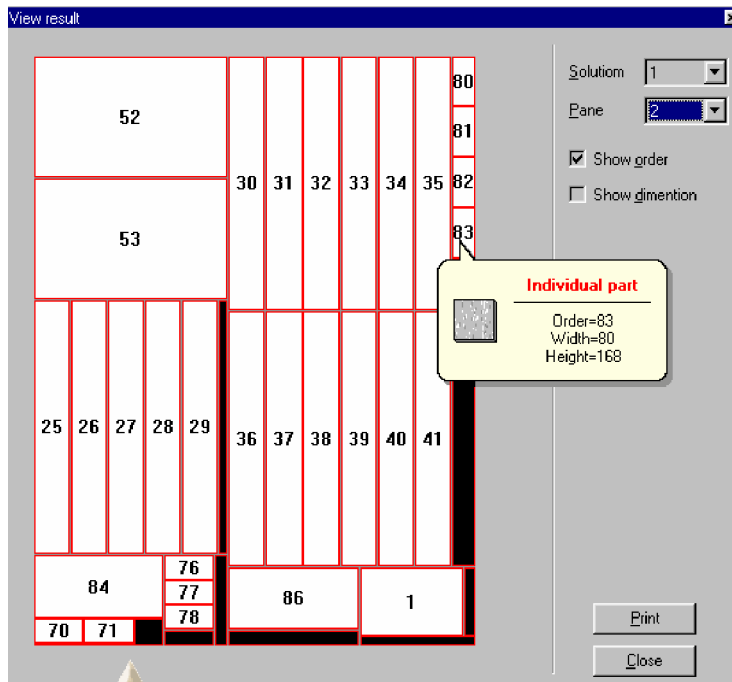 View result
Solutiom 1
Pane 2
Show order
Show dimention
52
53
30 31 32 33 34 35
80
81
82
83
Individual part
Order=83
Width=80
Height=168
25 26 27 28 29
36 37 38 39 40 41
84
76
77
78
70 71
86
1
Print
Close